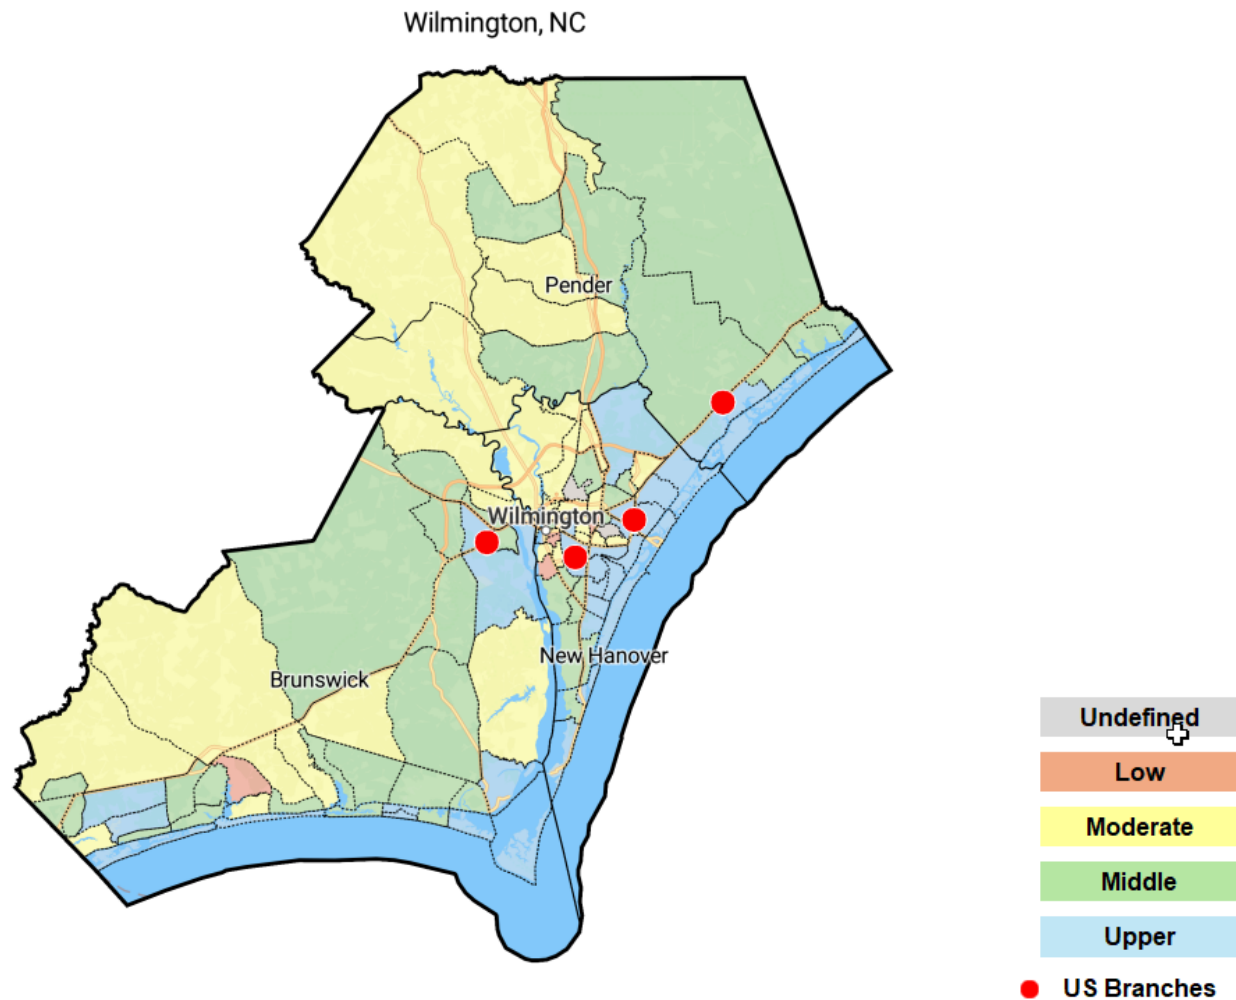 Wilmington, NC
Pender
Wilmington
New Hanover
Brunswick
Undefined
Low
Moderate
Middle
Upper
US Branches